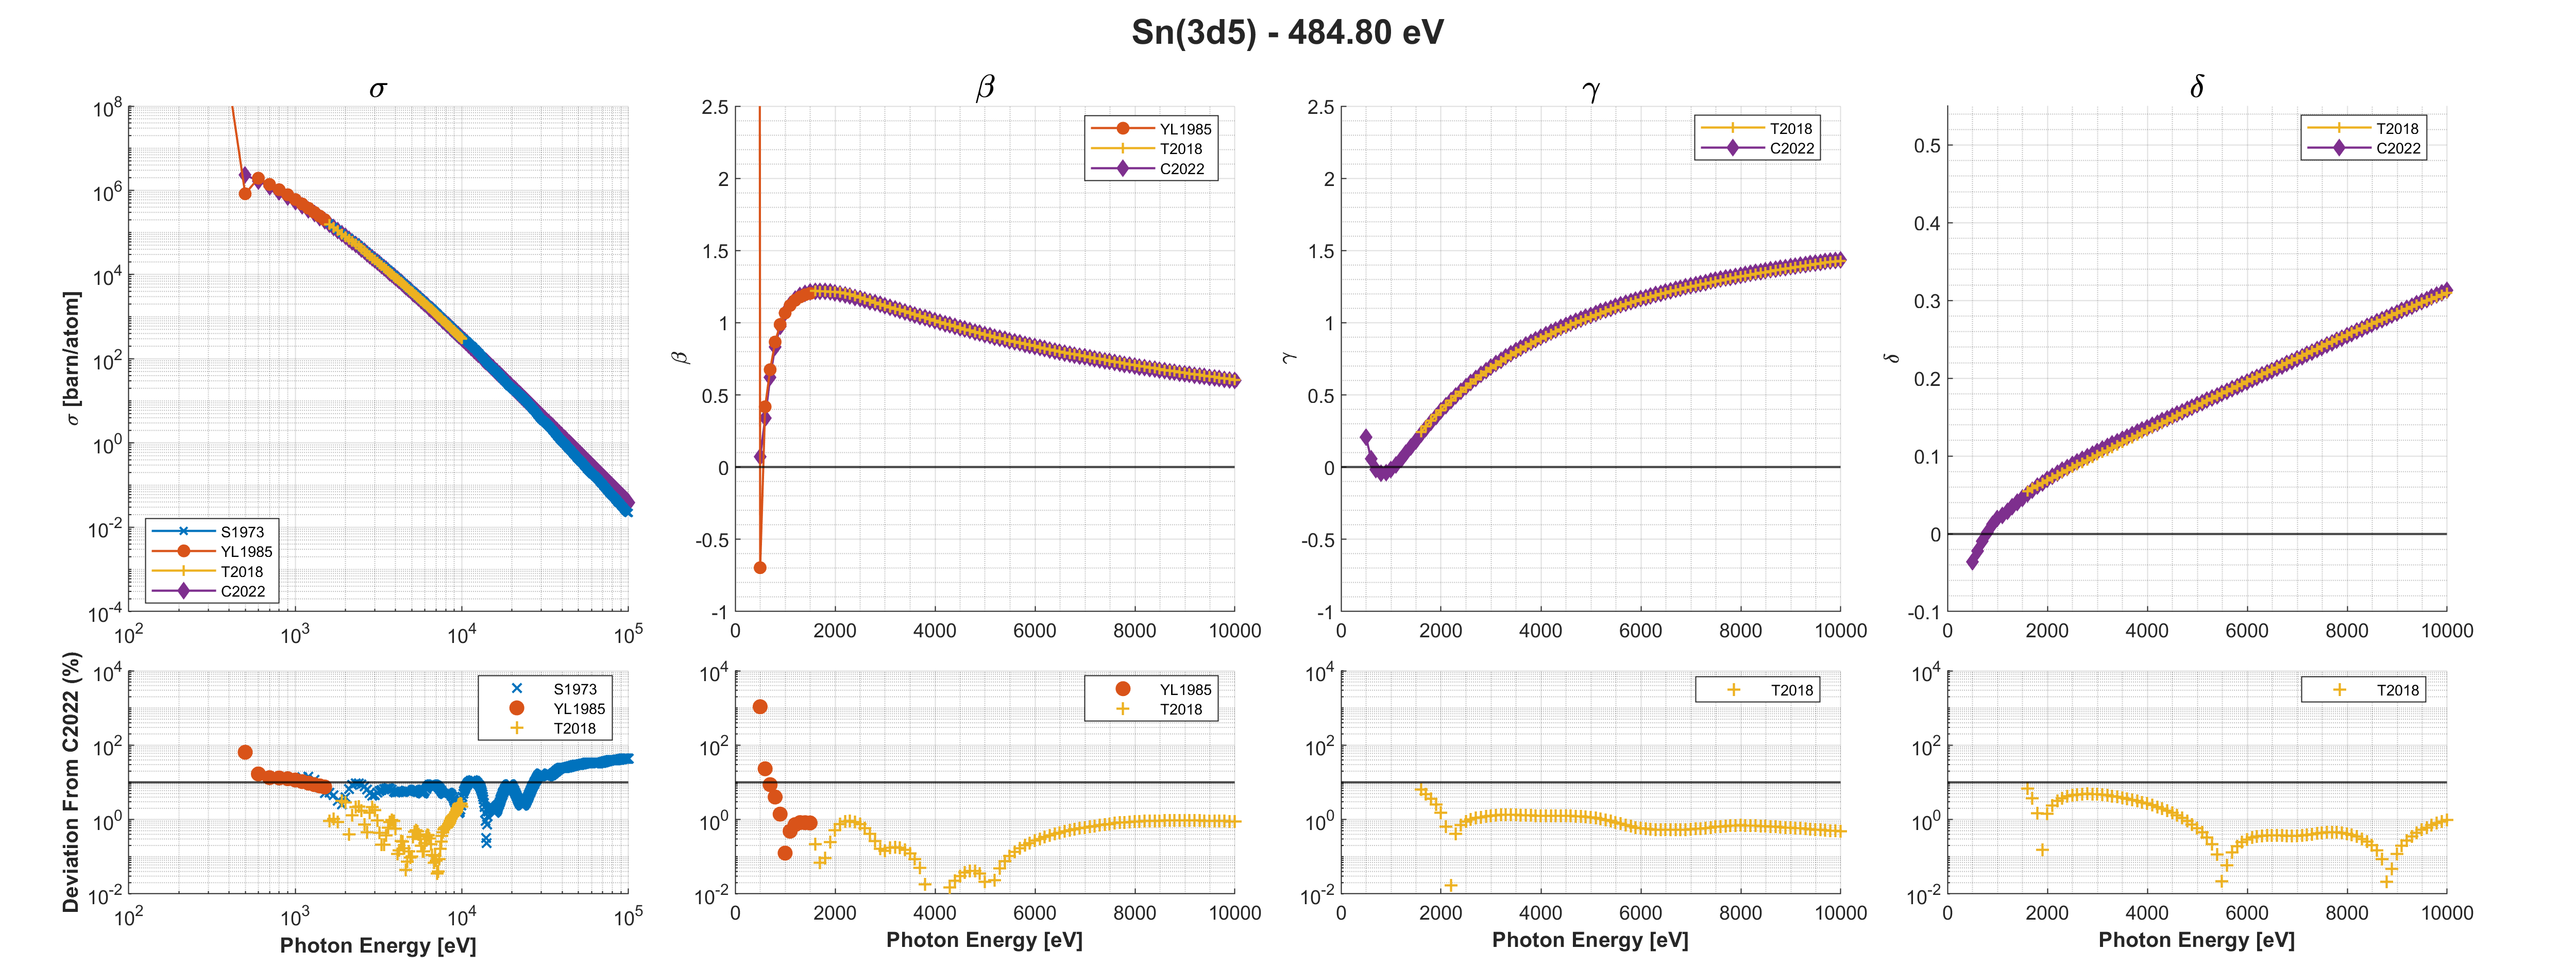 Sn(3d5) - 484.80 eV
σ
β
γ
δ
σ [barn/atom]
10^8
10^6
10^4
10^2
10^0
10^-2
10^-4
S1973
YL1985
T2018
C2022
10^2 10^3 10^4 10^5
β
2.5
2
1.5
1
0.5
0
-0.5
-1
YL1985
T2018
C2022
0 2000 4000 6000 8000 10000
γ
2.5
2
1.5
1
0.5
0
-0.5
-1
T2018
C2022
0 2000 4000 6000 8000 10000
δ
0.5
0.4
0.3
0.2
0.1
0
-0.1
T2018
C2022
0 2000 4000 6000 8000 10000
Deviation From C2022 (%)
10^4
10^2
10^0
10^-2
S1973
YL1985
T2018
10^2 10^3 10^4 10^5
Photon Energy [eV]
10^4
10^2
10^0
10^-2
YL1985
T2018
0 2000 4000 6000 8000 10000
Photon Energy [eV]
10^4
10^2
10^0
10^-2
T2018
0 2000 4000 6000 8000 10000
Photon Energy [eV]
10^4
10^2
10^0
10^-2
T2018
0 2000 4000 6000 8000 10000
Photon Energy [eV]